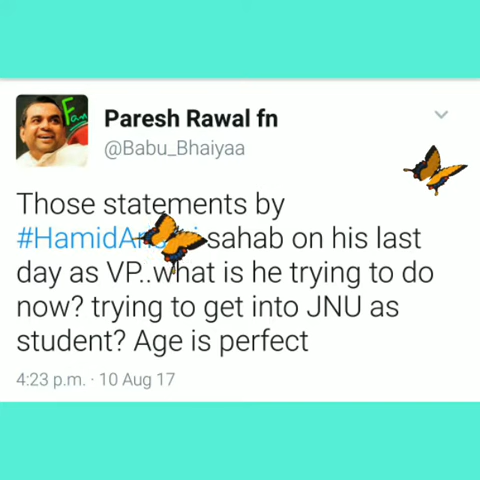 Fan
Paresh Rawal fn
@Babu_Bhaiyaa
Those statements by
sahab on his last
day as VP..what is he trying to do
now? trying to get into JNU as
student? Age is perfect
4:23 p.m. · 10 Aug 17